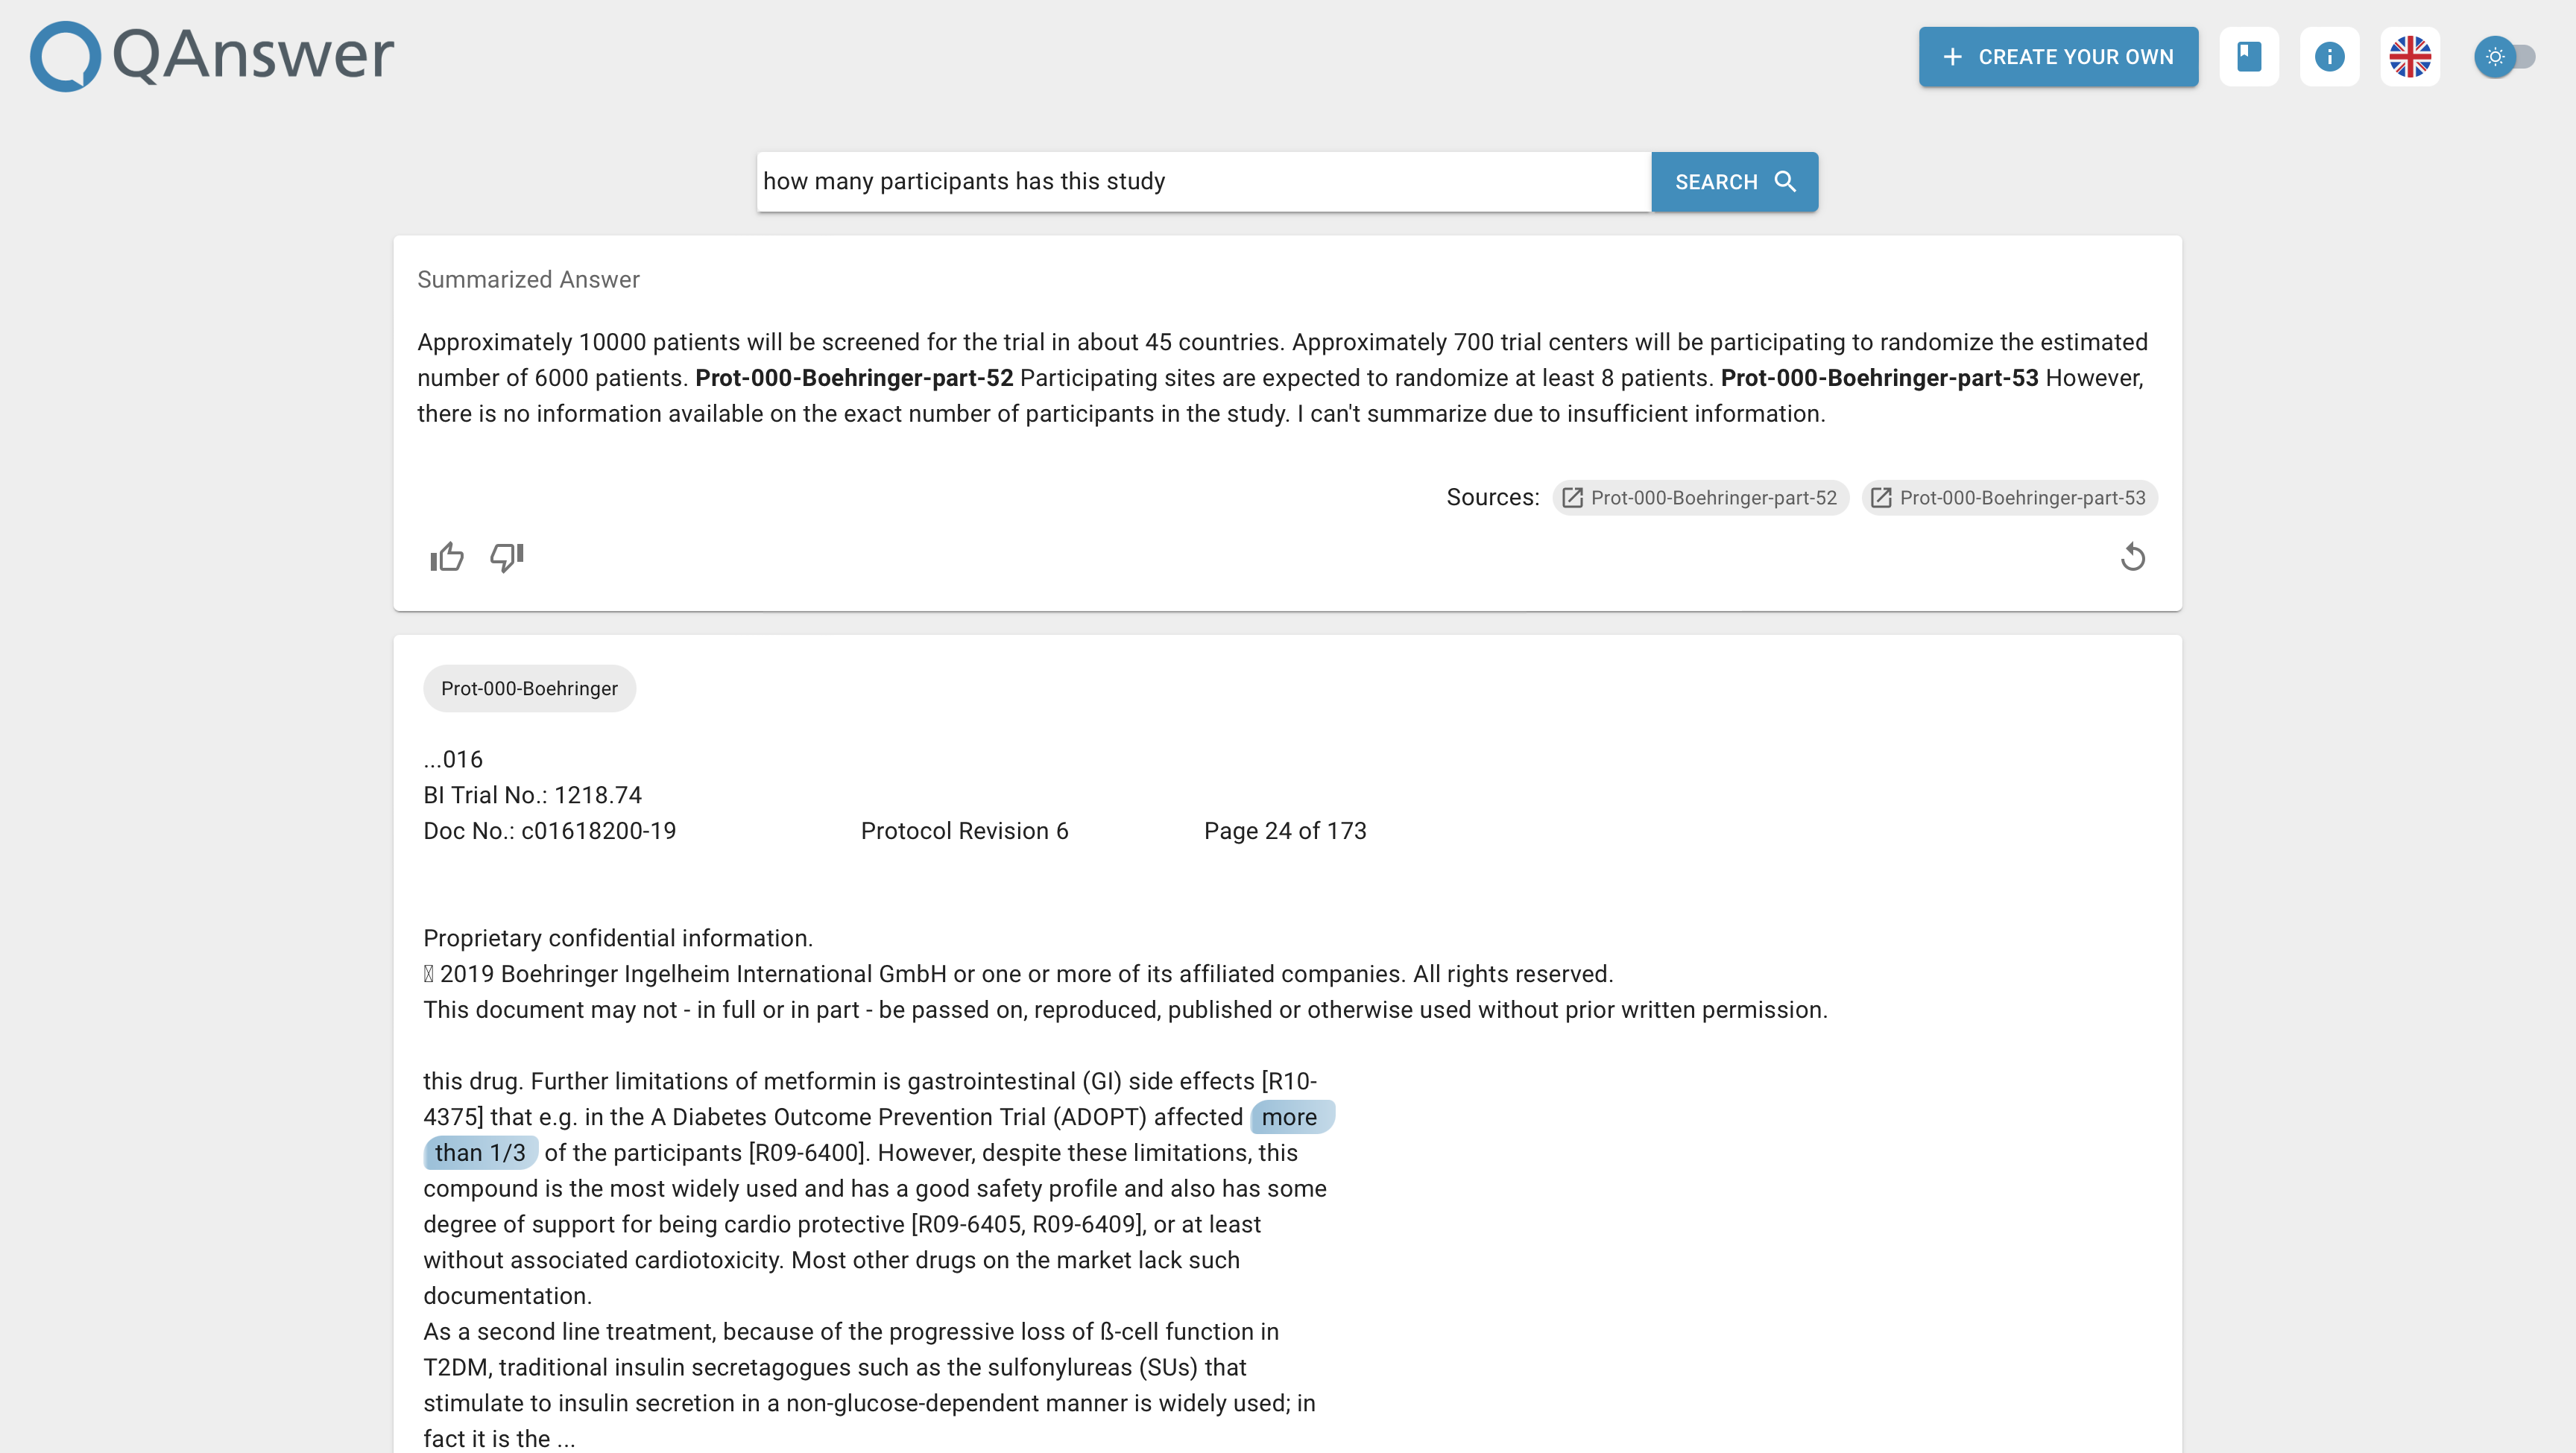 QAnswer
CREATE YOUR OWN
how many participants has this study
SEARCH
Summarized Answer
Approximately 10000 patients will be screened for the trial in about 45 countries. Approximately 700 trial centers will be participating to randomize the estimated
number of 6000 patients. Prot-000-Boehringer-part-52 Participating sites are expected to randomize at least 8 patients. Prot-000-Boehringer-part-53 However,
there is no information available on the exact number of participants in the study. I can't summarize due to insufficient information.
Sources: Prot-000-Boehringer-part-52 Prot-000-Boehringer-part-53
Prot-000-Boehringer
...016
BI Trial No.: 1218.74
Doc No.: c01618200-19 Protocol Revision 6 Page 24 of 173
Proprietary confidential information.
2019 Boehringer Ingelheim International GmbH or one or more of its affiliated companies. All rights reserved.
This document may not - in full or in part - be passed on, reproduced, published or otherwise used without prior written permission.
this drug. Further limitations of metformin is gastrointestinal (GI) side effects [R10-
4375] that e.g. in the A Diabetes Outcome Prevention Trial (ADOPT) affected more
than 1/3 of the participants [R09-6400]. However, despite these limitations, this
compound is the most widely used and has a good safety profile and also has some
degree of support for being cardio protective [R09-6405, R09-6409], or at least
without associated cardiotoxicity. Most other drugs on the market lack such
documentation.
As a second line treatment, because of the progressive loss of ß-cell function in
T2DM, traditional insulin secretagogues such as the sulfonylureas (SUs) that
stimulate to insulin secretion in a non-glucose-dependent manner is widely used; in
fact it is the ...